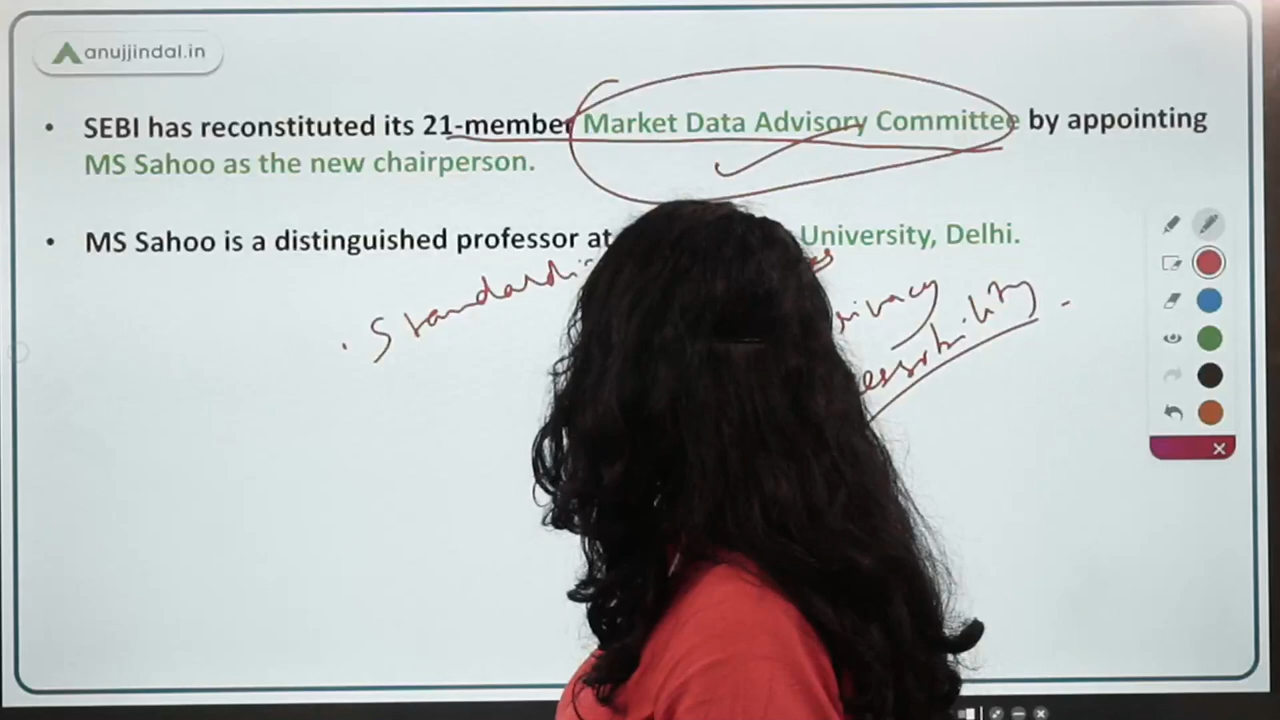 anujjindal.in
SEBI has reconstituted its 21-member Market Data Advisory Committee by appointing
MS Sahoo as the new chairperson.
MS Sahoo is a distinguished professor at University, Delhi.